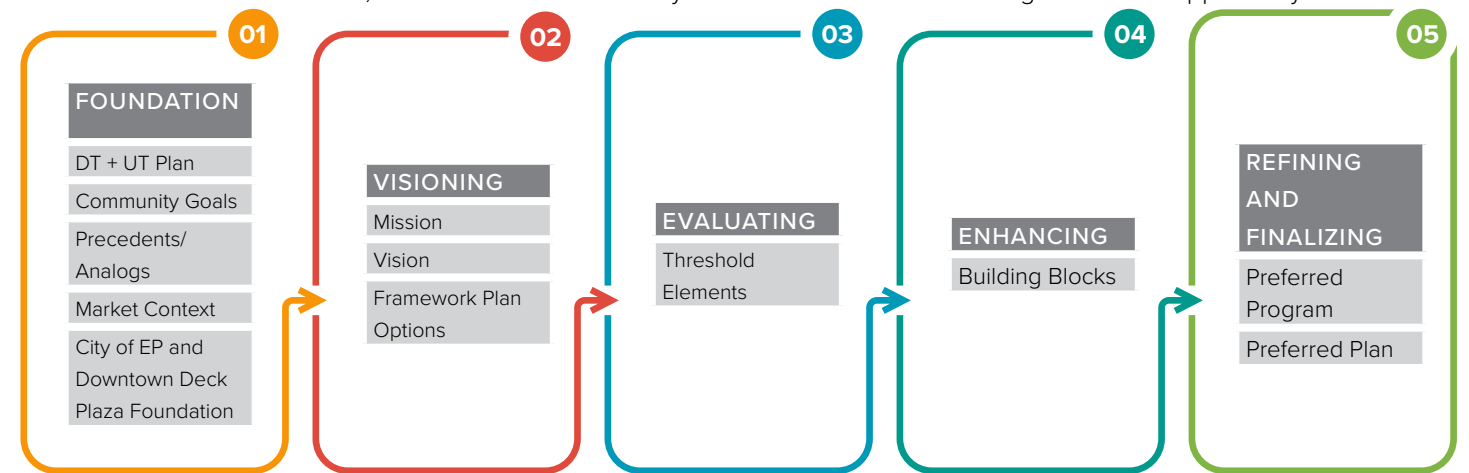 01
FOUNDATION
DT + UT Plan
Community Goals
Precedents/
Analogs
Market Context
City of EP and
Downtown Deck
Plaza Foundation
02
VISIONING
Mission
Vision
Framework Plan
Options
03
EVALUATING
Threshold
Elements
04
ENHANCING
Building Blocks
05
REFINING
AND
FINALIZING
Preferred
Program
Preferred Plan